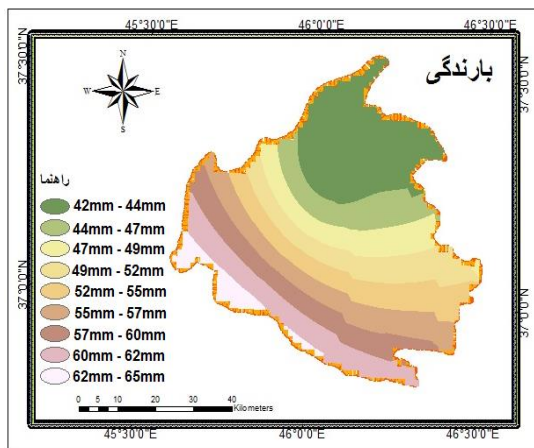 45°30'0"E 46°0'0"E 46°30'0"E
37°30'0"N
37°30'0"N
بارندگی
N
W E
S
راهنما
42mm - 44mm
44mm - 47mm
47mm - 49mm
49mm - 52mm
52mm - 55mm
55mm - 57mm
57mm - 60mm
60mm - 62mm
62mm - 65mm
37°0'0"N
37°0'0"N
0 5 10 20 30 40
Kilometers
45°30'0"E 46°0'0"E 46°30'0"E